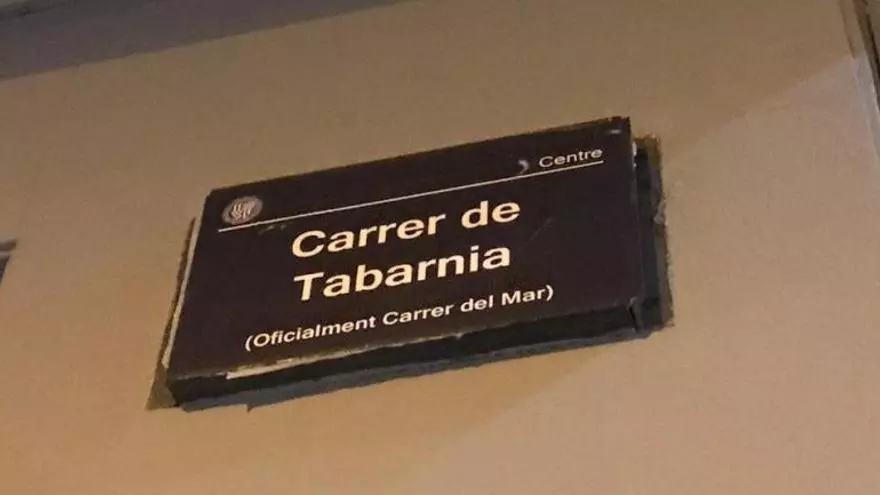 Centre
Carrer de
Tabarnia
(Oficialment Carrer del Mar)